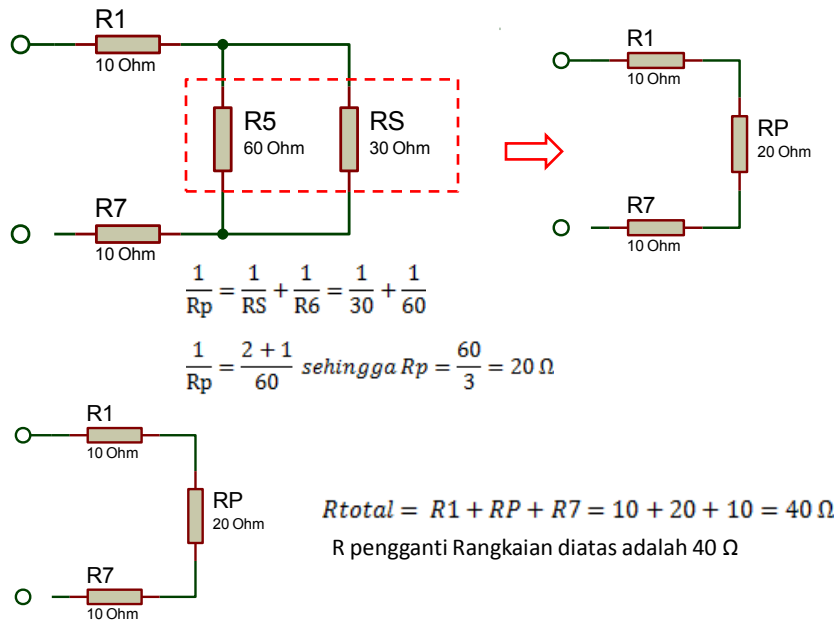 R1
10 Ohm
R5
60 Ohm
RS
30 Ohm
R7
10 Ohm
R1
10 Ohm
RP
20 Ohm
R7
10 Ohm
1/Rp = 1/RS + 1/R6 = 1/30 + 1/60
1/Rp = 2 + 1/60 sehingga Rp = 60/3 = 20 Ω
R1
10 Ohm
RP
20 Ohm
R7
10 Ohm
Rtotal = R1 + RP + R7 = 10 + 20 + 10 = 40 Ω
R pengganti Rangkaian diatas adalah 40 Ω